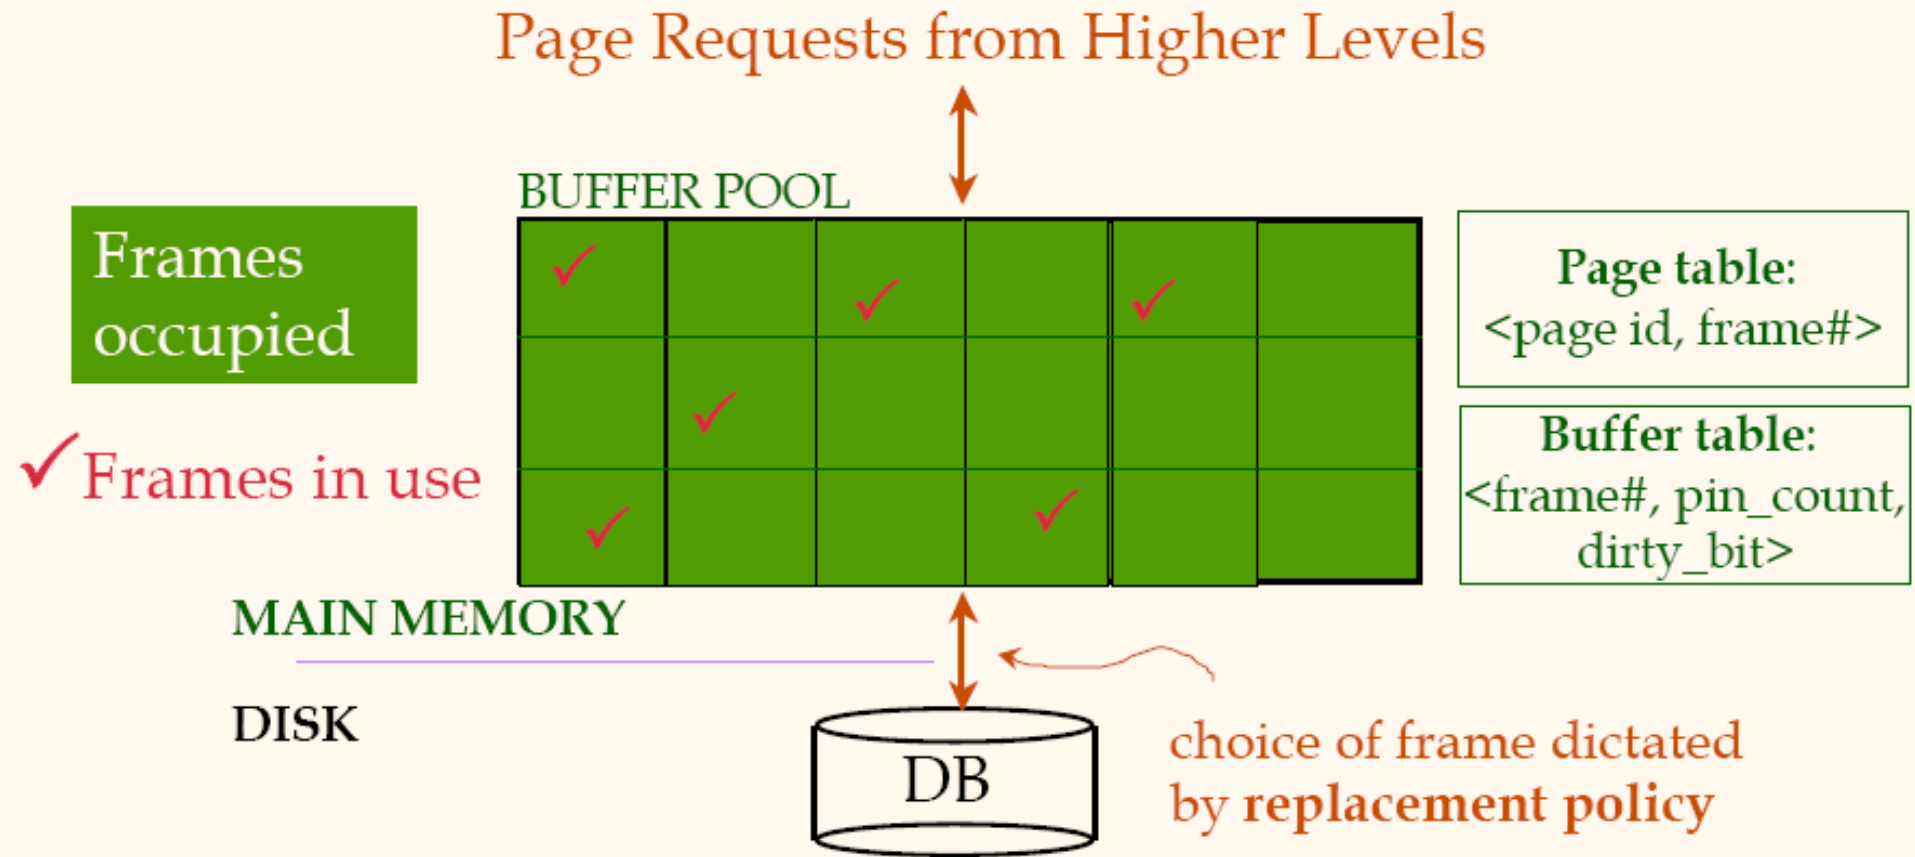 Page Requests from Higher Levels
BUFFER POOL
Frames
occupied
✓Frames in use
Page table:
<page id, frame#>
Buffer table:
<frame#, pin_count,
dirty_bit>
MAIN MEMORY
DISK
DB
choice of frame dictated
by replacement policy